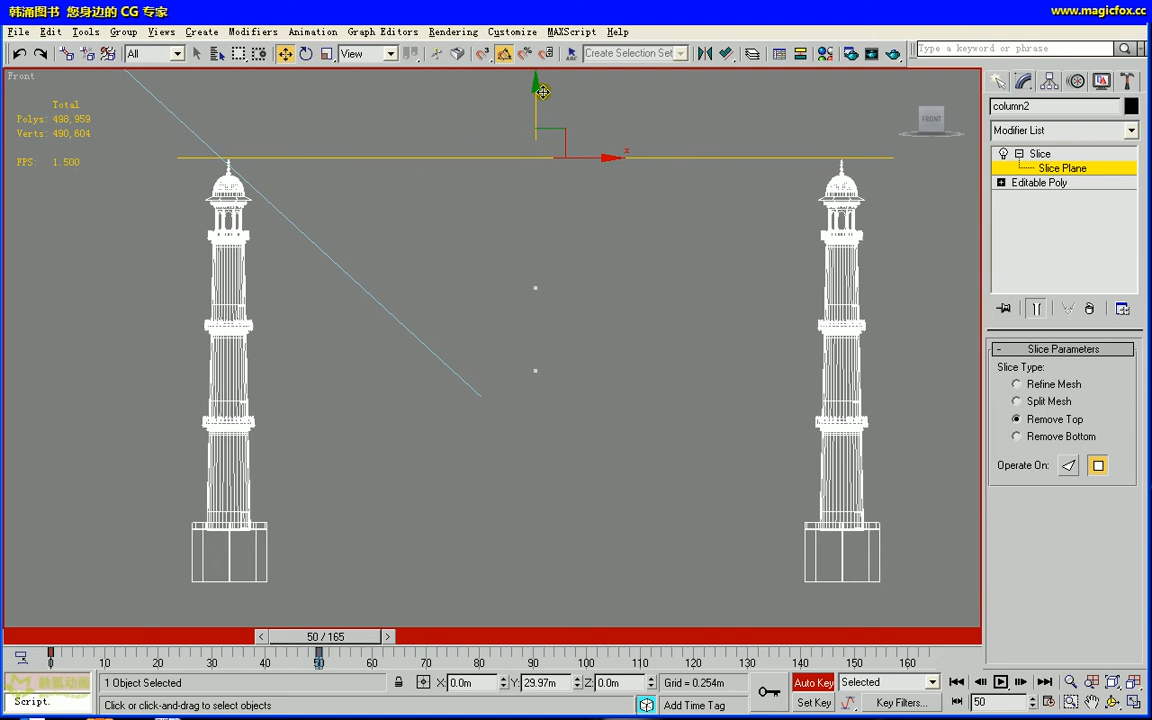 韩涌图书 您身边的 CG 专家
www.magicfox.cc
File Edit Tools Group Views Create Modifiers Animation Graph Editors Rendering Customize MAXScript Help
All
View
Create Selection Set
Type a keyword or phrase
Front
Total
Polys: 498,959
Verts: 490,604
FPS: 1.500
x
FRONT
column2
Modifier List
Slice
Slice Plane
Editable Poly
Slice Parameters
Slice Type:
Refine Mesh
Split Mesh
Remove Top
Remove Bottom
Operate On:
50 / 165
0 10 20 30 40 50 60 70 80 90 100 110 120 130 140 150 160
1 Object Selected
X: 0.0m Y: 29.97m Z: 0.0m
Grid = 0.254m
Auto Key
Selected
Script.
Click or click-and-drag to select objects
Add Time Tag
Set Key
Key Filters...
50